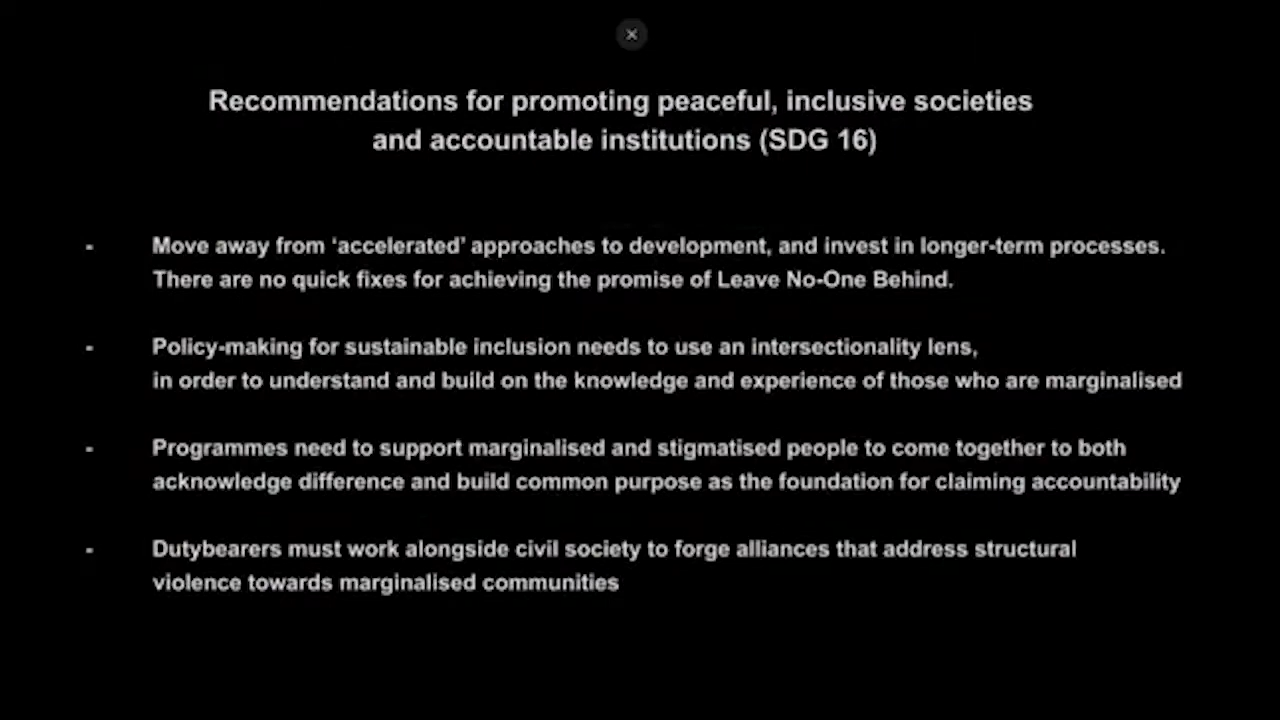 Recommendations for promoting peaceful, inclusive societies
and accountable institutions (SDG 16)
- Move away from ‘accelerated’ approaches to development, and invest in longer-term processes.
There are no quick fixes for achieving the promise of Leave No-One Behind.
- Policy-making for sustainable inclusion needs to use an intersectionality lens,
in order to understand and build on the knowledge and experience of those who are marginalised
- Programmes need to support marginalised and stigmatised people to come together to both
acknowledge difference and build common purpose as the foundation for claiming accountability
- Dutybearers must work alongside civil society to forge alliances that address structural
violence towards marginalised communities